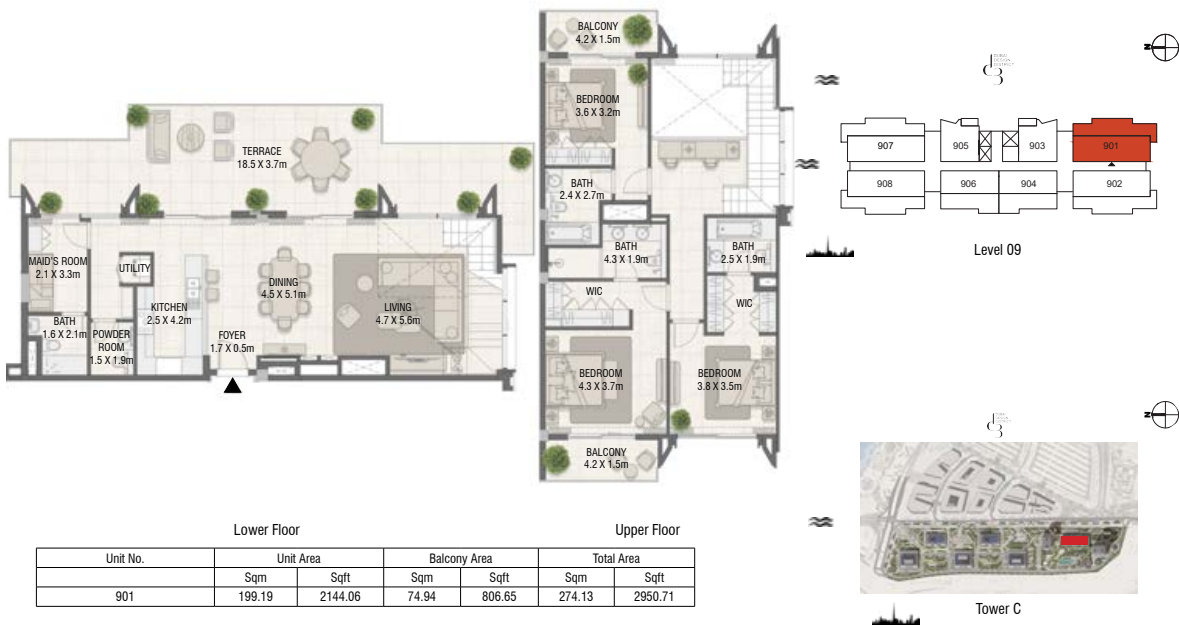 BALCONY
4.2 X 1.5m
BEDROOM
3.6 X 3.2m
TERRACE
18.5 X 3.7m
BATH
2.4 X 2.7m
BATH
4.3 X 1.9m
BATH
2.5 X 1.9m
MAID'S ROOM
2.1 X 3.3m
UTILITY
DINING
4.5 X 5.1m
KITCHEN
2.5 X 4.2m
LIVING
4.7 X 5.6m
BATH
1.6 X 2.1m
POWDER
ROOM
1.5 X 1.9m
FOYER
1.7 X 0.5m
WIC
WIC
BEDROOM
4.3 X 3.7m
BEDROOM
3.8 X 3.5m
BALCONY
4.2 X 1.5m
Lower Floor
Upper Floor
Unit No. Unit Area Balcony Area Total Area
Sqm Sqft Sqm Sqft Sqm Sqft
901 199.19 2144.06 74.94 806.65 274.13 2950.71
N
DUBAI
DESIGN
DISTRICT
d3
907 905 903 901
908 906 904 902
Level 09
N
d3
Tower C